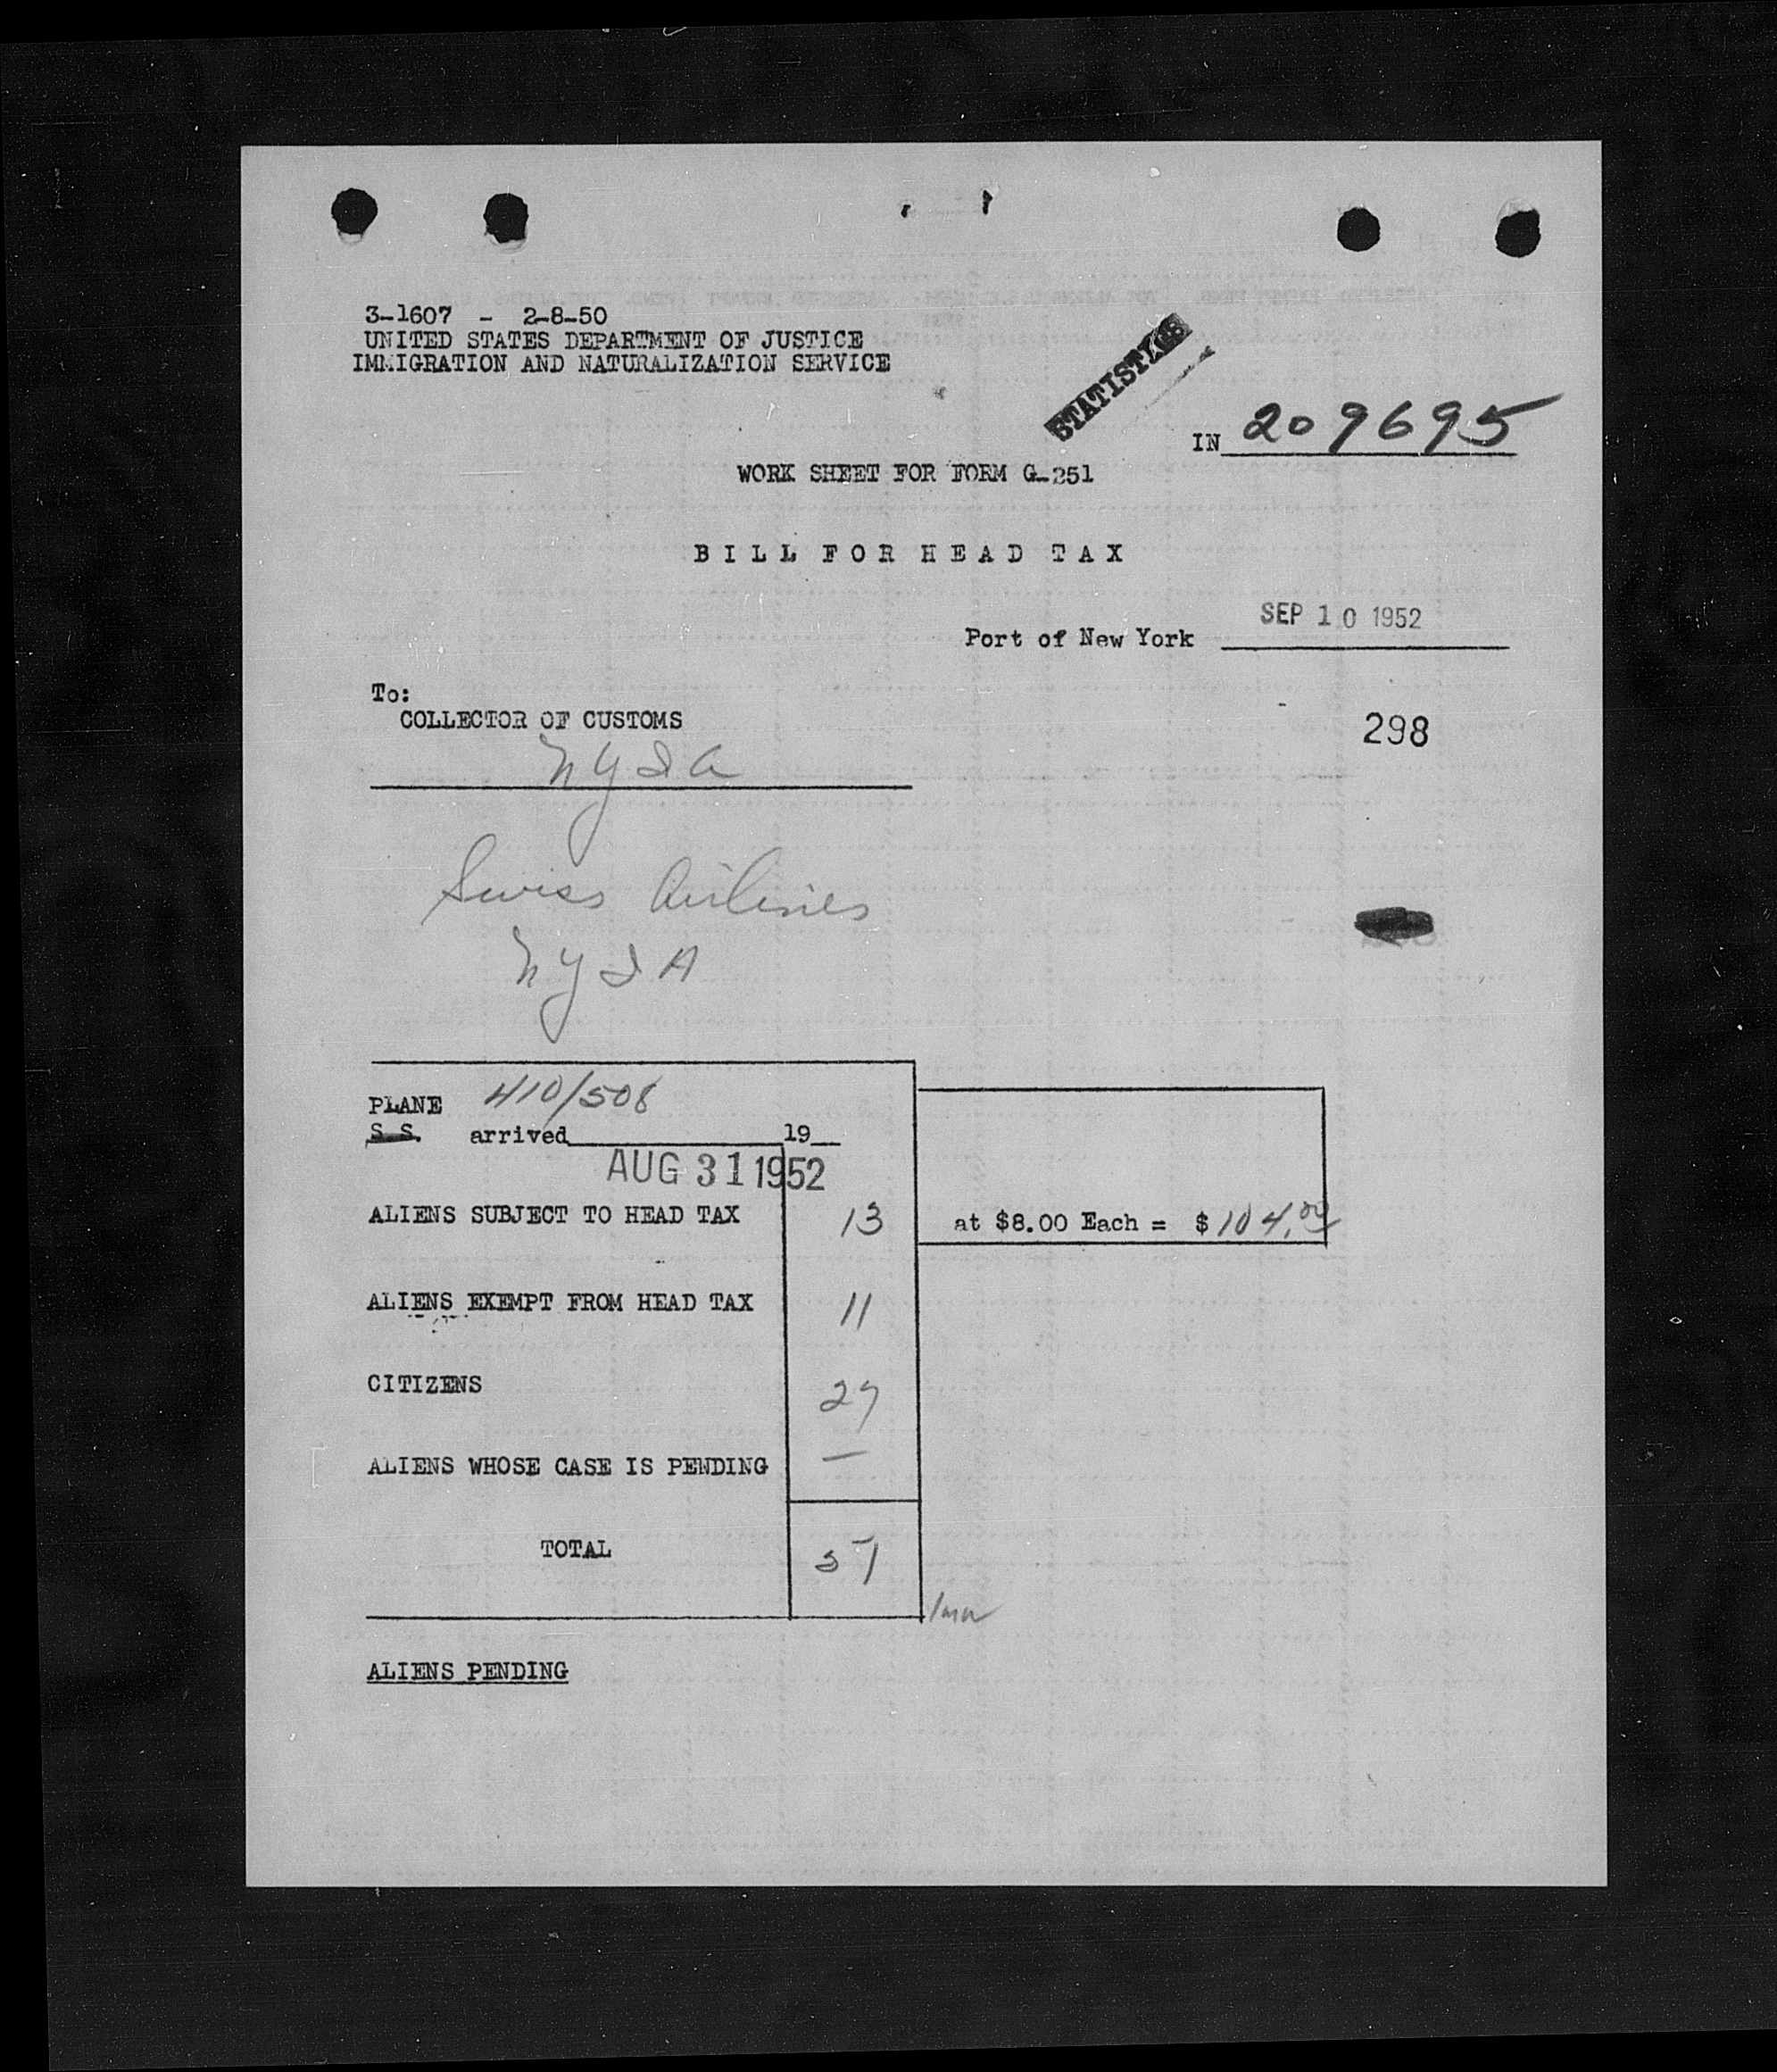 3-1607 - 2-8-50
UNITED STATES DEPARTMENT OF JUSTICE
IMMIGRATION AND NATURALIZATION SERVICE
STATISTICS
IN 209695
WORK SHEET FOR FORM G-251
BILL FOR HEAD TAX
SEP 10 1952
Port of New York
To:
COLLECTOR OF CUSTOMS
298
NYIA
Swiss Airlines
NYIA
PLANE 410/508
S.S. arrived 19
AUG 31 1952
ALIENS SUBJECT TO HEAD TAX 13 at $8.00 Each = $104.00
ALIENS EXEMPT FROM HEAD TAX 11
CITIZENS 27
ALIENS WHOSE CASE IS PENDING —
TOTAL 51
ALIENS PENDING